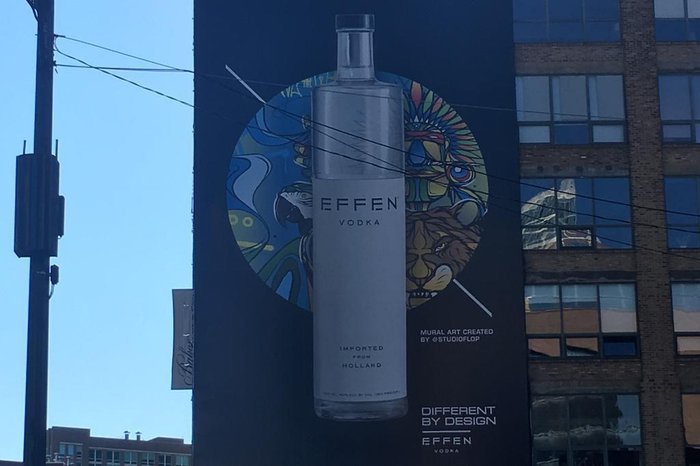 EFFEN
VODKA
IMPORTED
FROM
HOLLAND
MURAL ART CREATED
BY @STUDIOFLOP
DIFFERENT
BY DESIGN
EFFEN
VODKA